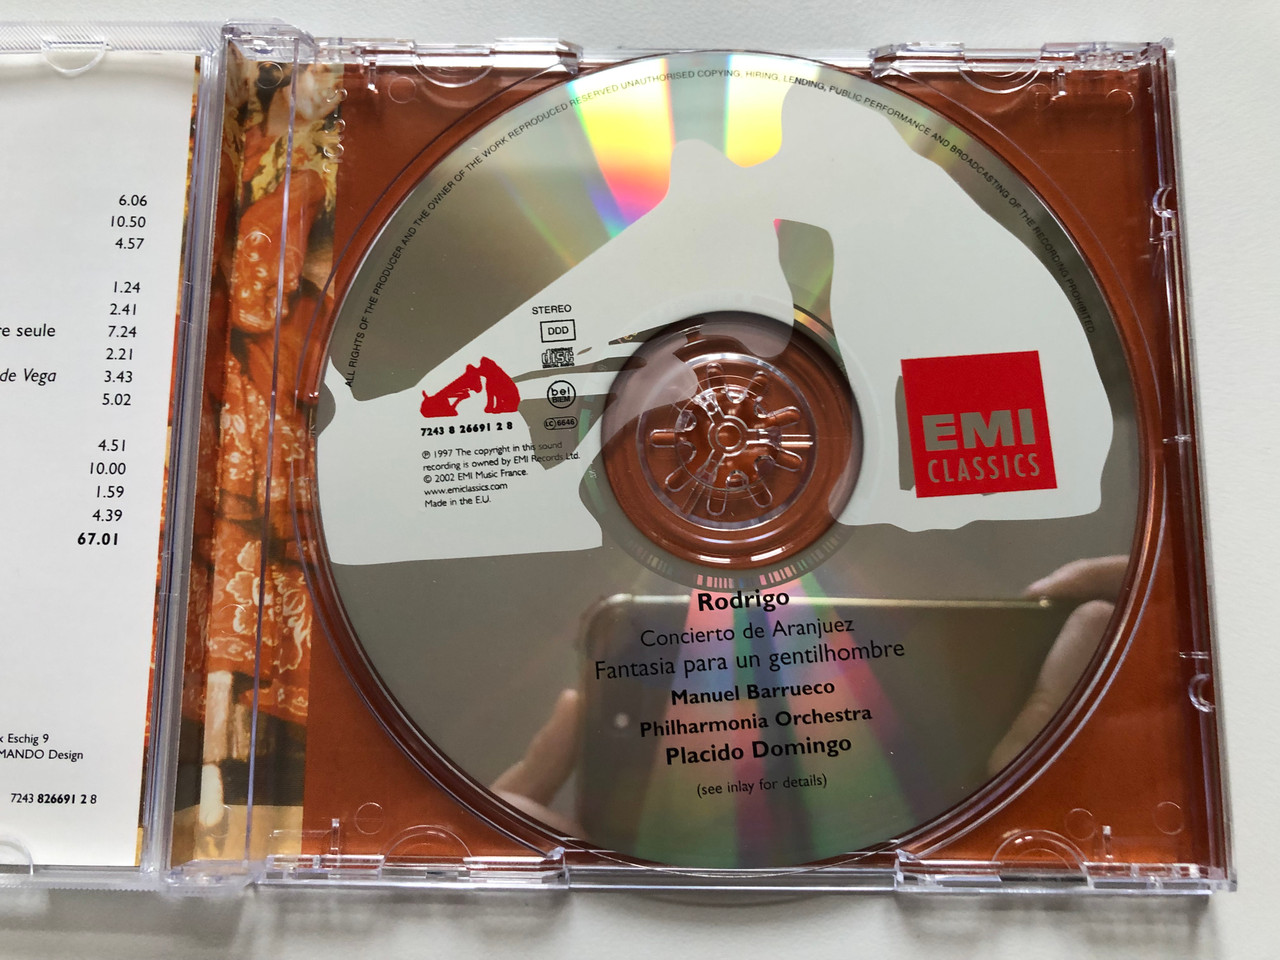 6.06
10.50
4.57
1.24
2.41
re seule 7.24
2.21
de Vega 3.43
5.02
4.51
10.00
1.59
4.39
67.01
x Eschig 9
MANDO Design
7243 826691 2 8
ALL RIGHTS OF THE PRODUCER AND THE OWNER OF THE WORK REPRODUCED RESERVED UNAUTHORISED COPYING, HIRING, LENDING, PUBLIC PERFORMANCE AND BROADCASTING OF THE RECORDING PROHIBITED
STEREO
DDD
disc
bel
BIEM
LC 6646
7243 8 26691 2 8
℗ 1997 The copyright in this sound
recording is owned by EMI Records Ltd.
© 2002 EMI Music France.
www.emiclassics.com
Made in the E.U.
EMI
CLASSICS
Rodrigo
Concierto de Aranjuez
Fantasia para un gentilhombre
Manuel Barrueco
Philharmonia Orchestra
Placido Domingo
(see inlay for details)